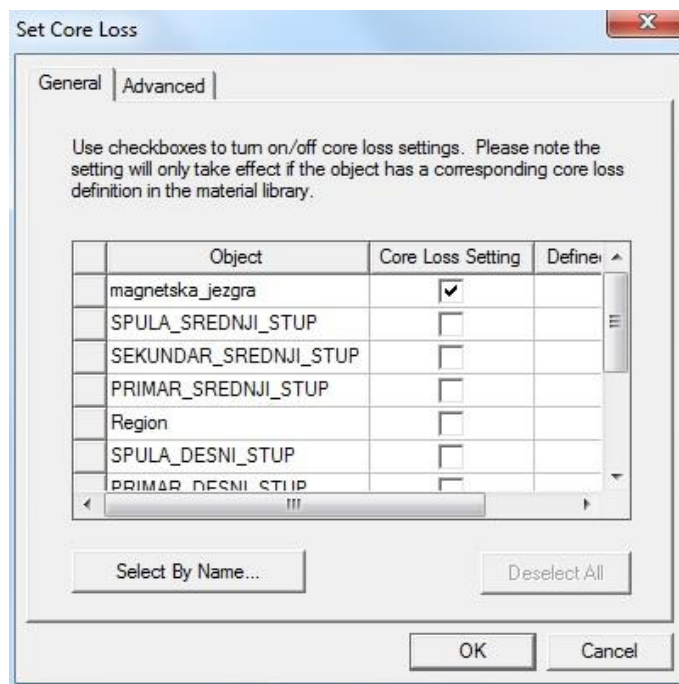 Set Core Loss
General
Advanced
Use checkboxes to turn on/off core loss settings. Please note the
setting will only take effect if the object has a corresponding core loss
definition in the material library.
Object
Core Loss Setting
magnetska_jezgra
SPULA_SREDNJI_STUP
SEKUNDAR_SREDNJI_STUP
PRIMAR_SREDNJI_STUP
Region
SPULA_DESNI_STUP
PRIMAR_DESNI_STUP
Select By Name...
Deselect All
OK
Cancel